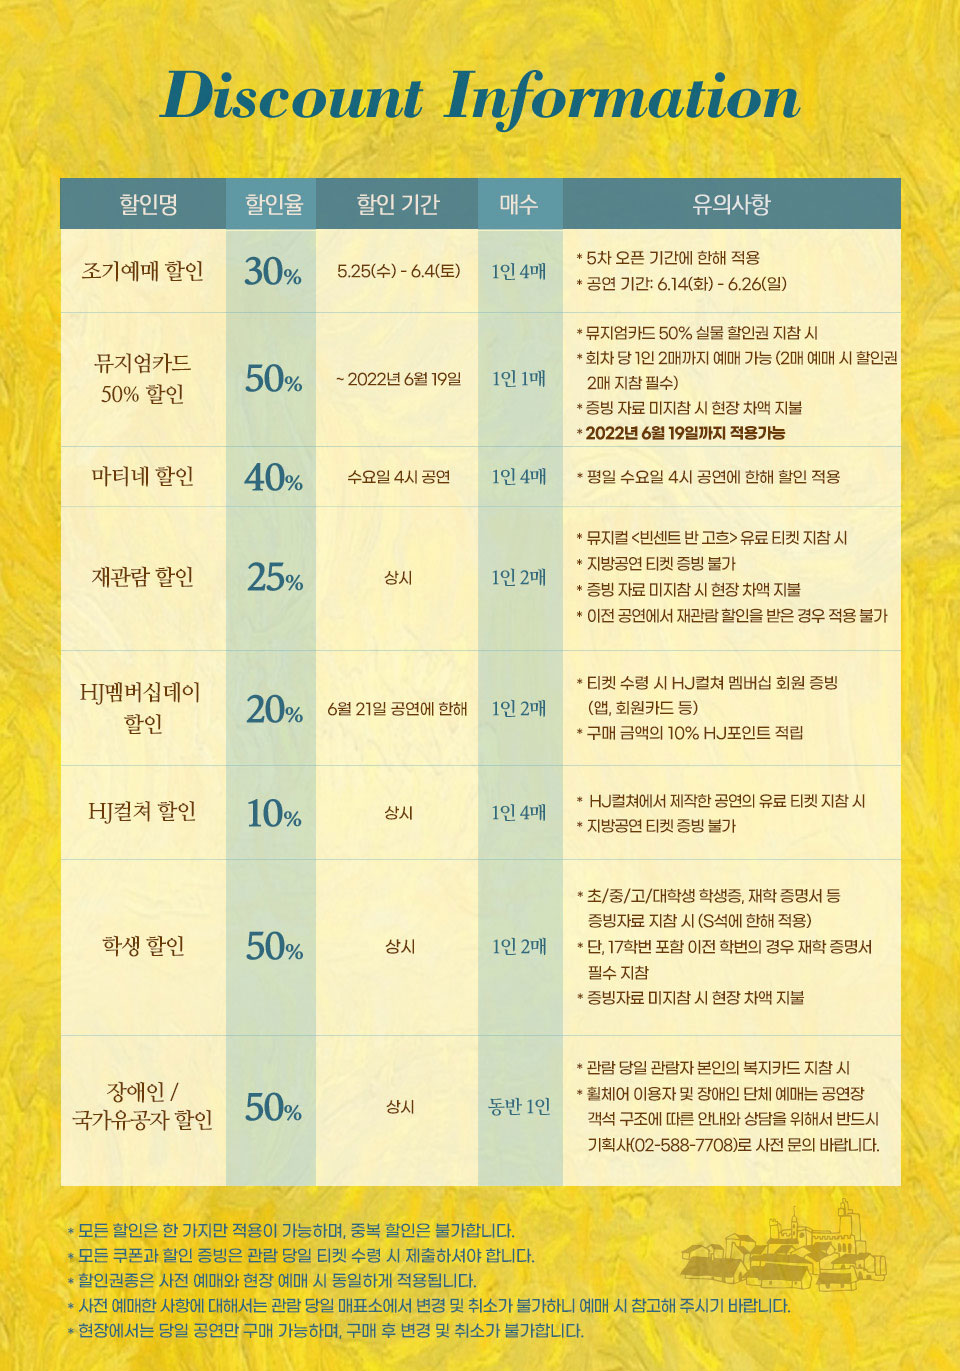 Discount Information
할인명 할인율 할인 기간 매수 유의사항
조기예매 할인 30% 5.25(수) - 6.4(토) 1인 4매
* 5차 오픈 기간에 한해 적용
* 공연 기간: 6.14(화) - 6.26(일)
뮤지엄카드
50% 할인
50% ~ 2022년 6월 19일 1인 1매
* 뮤지엄카드 50% 실물 할인권 지참 시
* 회차 당 1인 2매까지 예매 가능 (2매 예매 시 할인권
2매 지참 필수)
* 증빙 자료 미지참 시 현장 차액 지불
* 2022년 6월 19일까지 적용가능
마티네 할인 40% 수요일 4시 공연 1인 4매 * 평일 수요일 4시 공연에 한해 할인 적용
재관람 할인 25% 상시 1인 2매
* 뮤지컬 <빈센트 반 고흐> 유료 티켓 지참 시
* 지방공연 티켓 증빙 불가
* 증빙 자료 미지참 시 현장 차액 지불
* 이전 공연에서 재관람 할인을 받은 경우 적용 불가
HJ멤버십데이
할인
20% 6월 21일 공연에 한해 1인 2매
* 티켓 수령 시 HJ컬쳐 멤버십 회원 증빙
(앱, 회원카드 등)
* 구매 금액의 10% HJ포인트 적립
HJ컬쳐 할인 10% 상시 1인 4매
* HJ컬쳐에서 제작한 공연의 유료 티켓 지참 시
* 지방공연 티켓 증빙 불가
학생 할인 50% 상시 1인 2매
* 초/중/고/대학생 학생증, 재학 증명서 등
증빙자료 지참 시 (S석에 한해 적용)
* 단, 17학번 포함 이전 학번의 경우 재학 증명서
필수 지참
* 증빙자료 미지참 시 현장 차액 지불
장애인 /
국가유공자 할인
50% 상시 동반 1인
* 관람 당일 관람자 본인의 복지카드 지참 시
* 휠체어 이용자 및 장애인 단체 예매는 공연장
객석 구조에 따른 안내와 상담을 위해서 반드시
기획사(02-588-7708)로 사전 문의 바랍니다.
* 모든 할인은 한 가지만 적용이 가능하며, 중복 할인은 불가합니다.
* 모든 쿠폰과 할인 증빙은 관람 당일 티켓 수령 시 제출하셔야 합니다.
* 할인권종은 사전 예매와 현장 예매 시 동일하게 적용됩니다.
* 사전 예매한 사항에 대해서는 관람 당일 매표소에서 변경 및 취소가 불가하니 예매 시 참고해 주시기 바랍니다.
* 현장에서는 당일 공연만 구매 가능하며, 구매 후 변경 및 취소가 불가합니다.